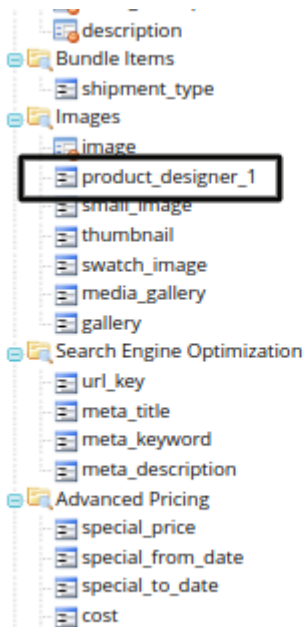 description
Bundle Items
shipment_type
Images
image
product_designer_1
small_image
thumbnail
swatch_image
media_gallery
gallery
Search Engine Optimization
url_key
meta_title
meta_keyword
meta_description
Advanced Pricing
special_price
special_from_date
special_to_date
cost